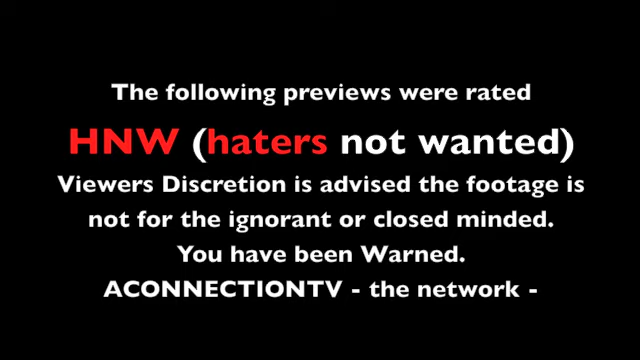 The following previews were rated
HNW (haters not wanted)
Viewers Discretion is advised the footage is
not for the ignorant or closed minded.
You have been Warned.
ACONNECTIONTV - the network -